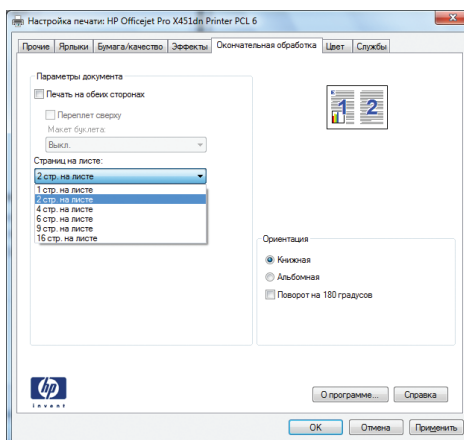 Настройка печати: HP Officejet Pro X451dn Printer PCL 6
Прочие Ярлыки Бумага/качество Эффекты Окончательная обработка Цвет Службы
Параметры документа
Печать на обеих сторонах
Переплет сверху
Макет буклета:
Выкл.
Страниц на листе:
2 стр. на листе
1 стр. на листе
2 стр. на листе
4 стр. на листе
6 стр. на листе
9 стр. на листе
16 стр. на листе
1 2
Ориентация
Книжная
Альбомная
Поворот на 180 градусов
hp
invent
О программе... Справка
OK Отмена Применить